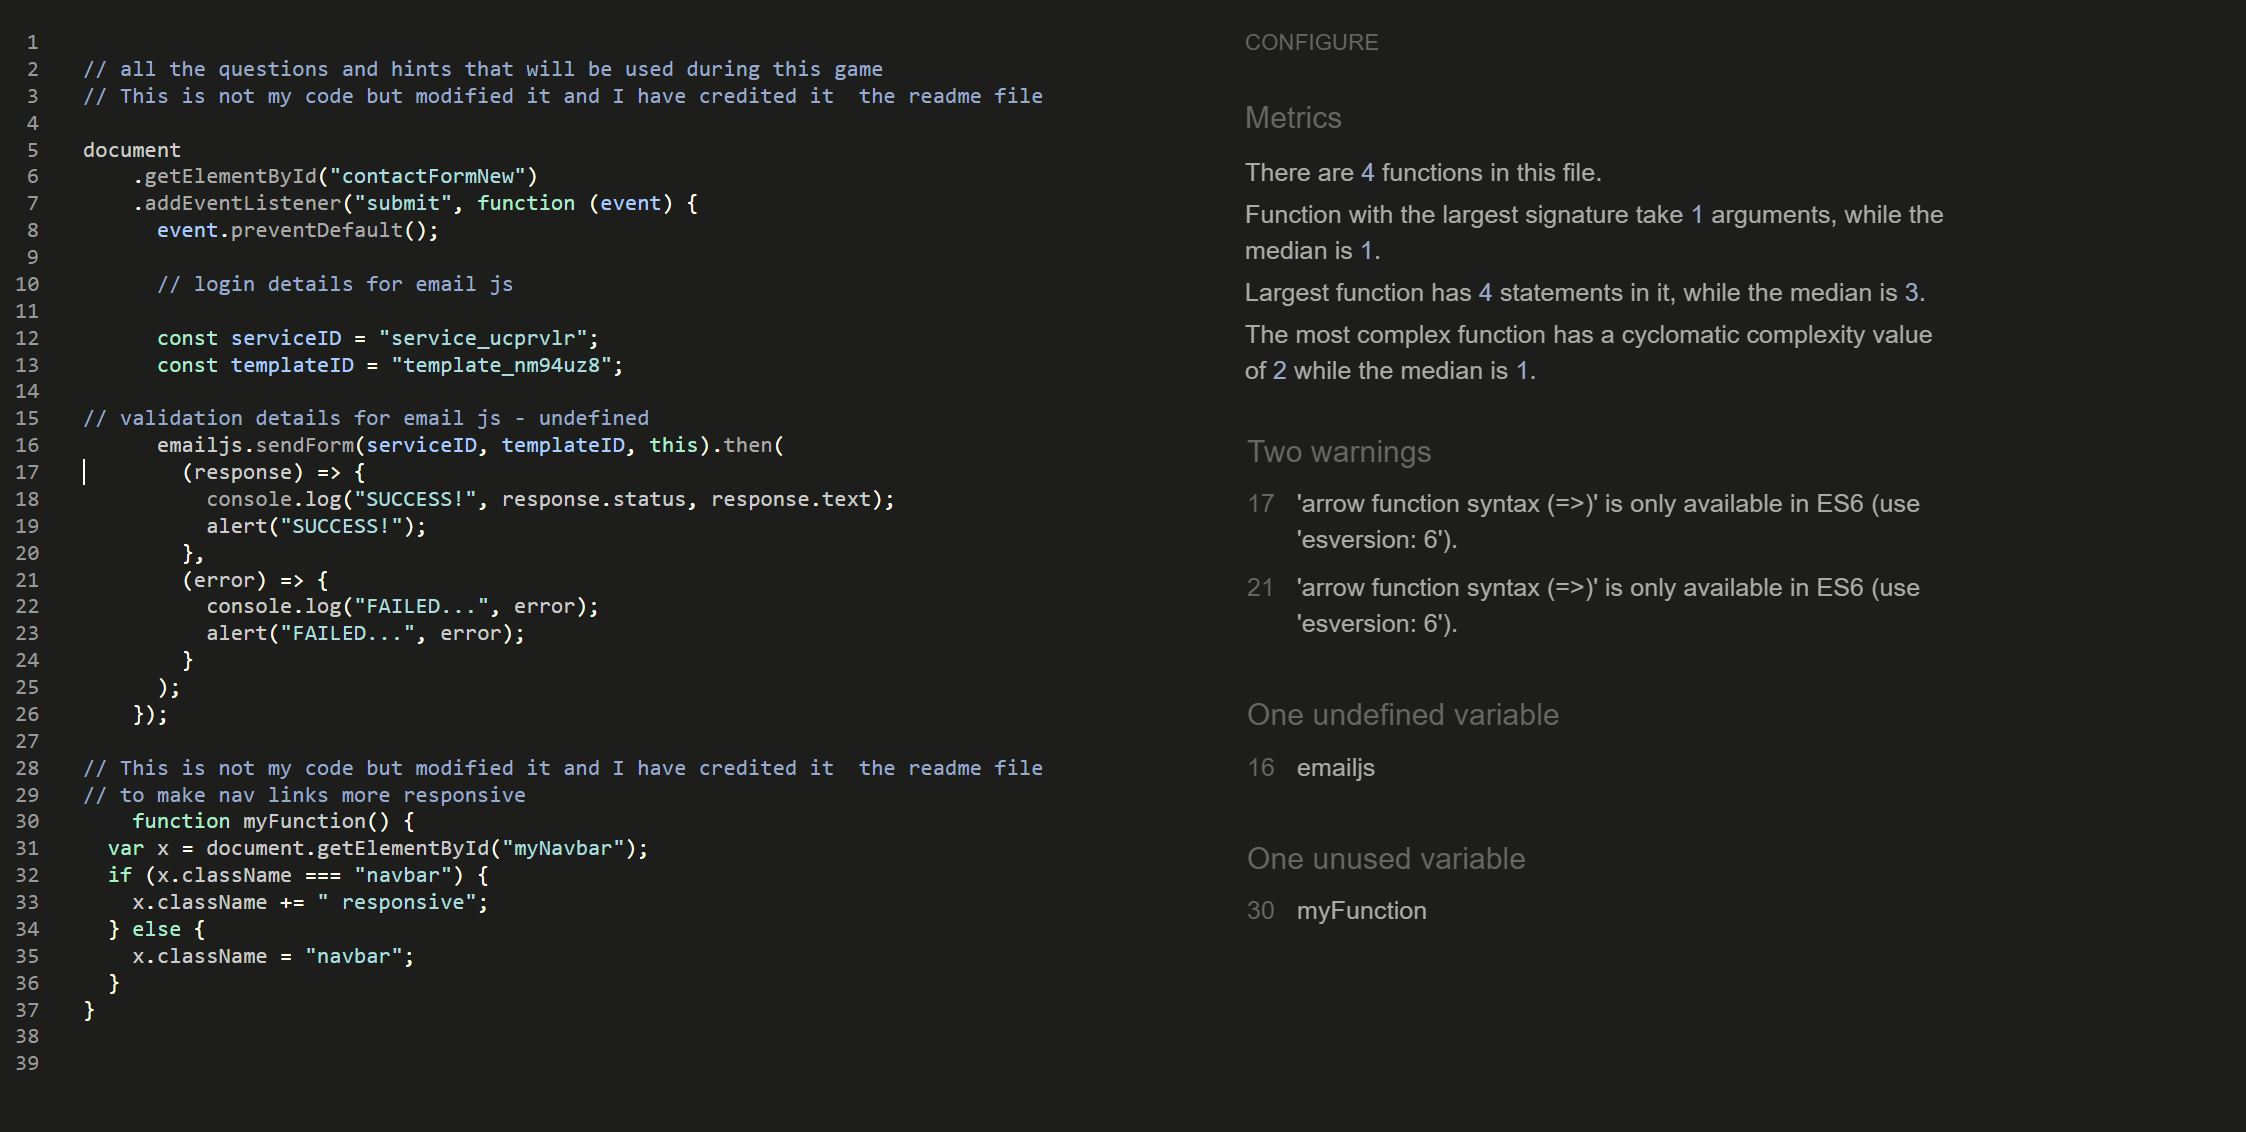 1
2 // all the questions and hints that will be used during this game
3 // This is not my code but modified it and I have credited it  the readme file
4
5 document
6 .getElementById("contactFormNew")
7 .addEventListener("submit", function (event) {
8 event.preventDefault();
9
10 // login details for email js
11
12 const serviceID = "service_ucprvlr";
13 const templateID = "template_nm94uz8";
14
15 // validation details for email js - undefined
16 emailjs.sendForm(serviceID, templateID, this).then(
17 (response) => {
18 console.log("SUCCESS!", response.status, response.text);
19 alert("SUCCESS!");
20 },
21 (error) => {
22 console.log("FAILED...", error);
23 alert("FAILED...", error);
24 }
25 );
26 });
27
28 // This is not my code but modified it and I have credited it  the readme file
29 // to make nav links more responsive
30 function myFunction() {
31 var x = document.getElementById("myNavbar");
32 if (x.className === "navbar") {
33 x.className += " responsive";
34 } else {
35 x.className = "navbar";
36 }
37 }
38
39
CONFIGURE
Metrics
There are 4 functions in this file.
Function with the largest signature take 1 arguments, while the
median is 1.
Largest function has 4 statements in it, while the median is 3.
The most complex function has a cyclomatic complexity value
of 2 while the median is 1.
Two warnings
17 'arrow function syntax (=>)' is only available in ES6 (use
'esversion: 6').
21 'arrow function syntax (=>)' is only available in ES6 (use
'esversion: 6').
One undefined variable
16 emailjs
One unused variable
30 myFunction